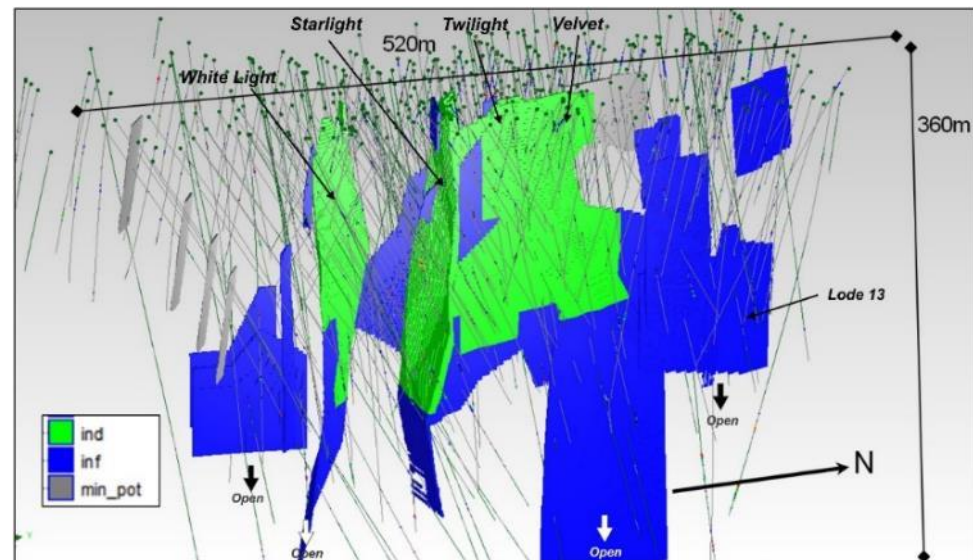 Starlight
Twilight
Velvet
520m
White Light
360m
Lode 13
Open
N
ind
inf
min_pot
Open
Open
Open